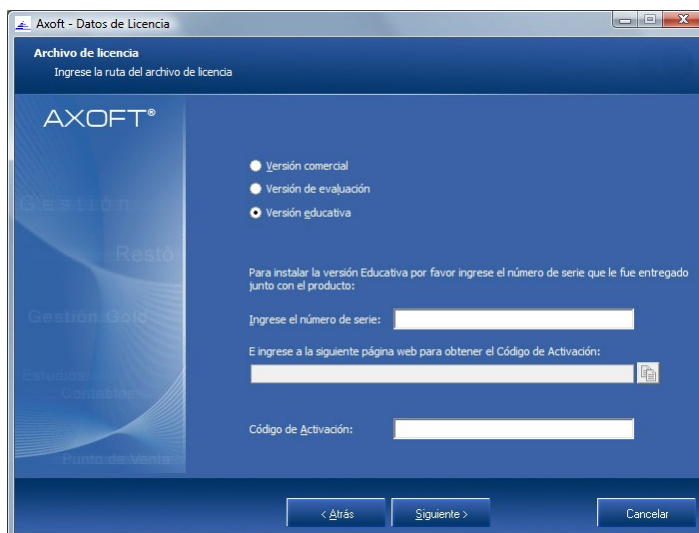 Axoft - Datos de Licencia
Archivo de licencia
Ingrese la ruta del archivo de licencia
AXOFT®
Versión comercial
Versión de evaluación
Versión educativa
Gestión
Restô
Para instalar la versión Educativa por favor ingrese el número de serie que le fue entregado
junto con el producto:
Gestión Gold
Ingrese el número de serie:
E ingrese a la siguiente página web para obtener el Código de Activación:
Estudios
Contables
Código de Activación:
Punto de Venta
< Atrás
Siguiente >
Cancelar